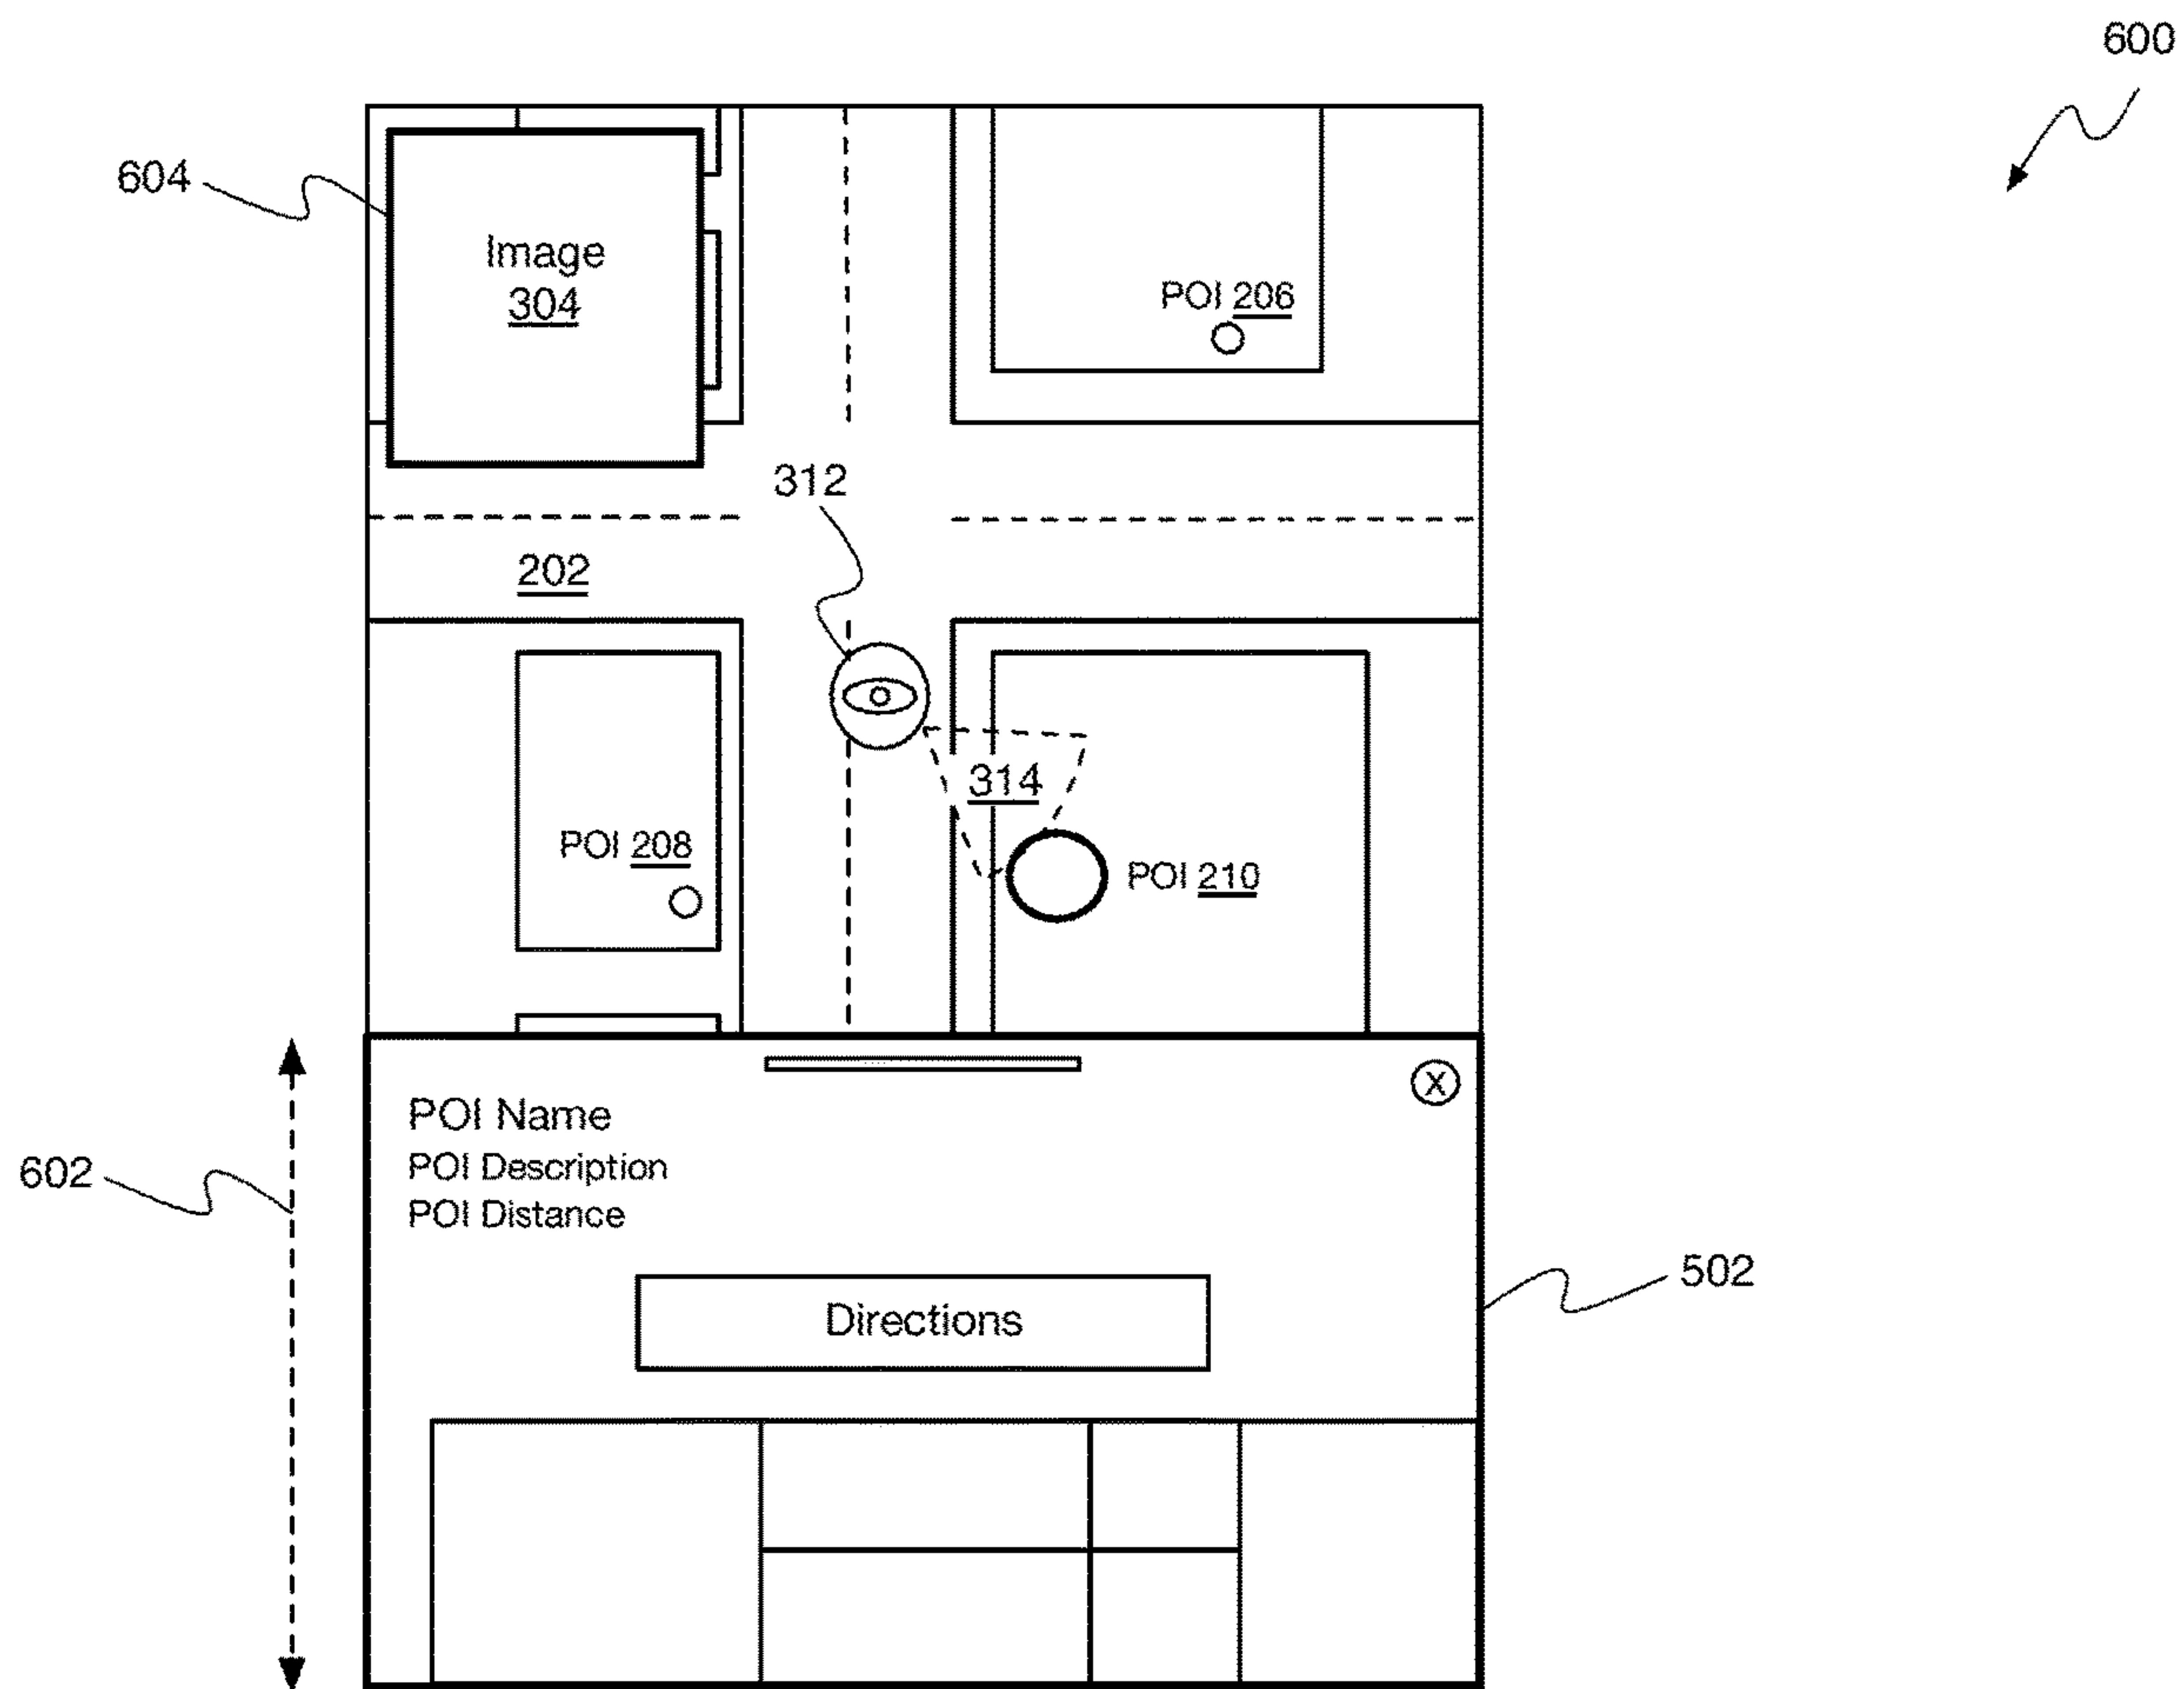 600
604
Image
304
POI 206
312
202
314
POI 208
POI 210
X
POI Name
POI Description
POI Distance
602
502
Directions